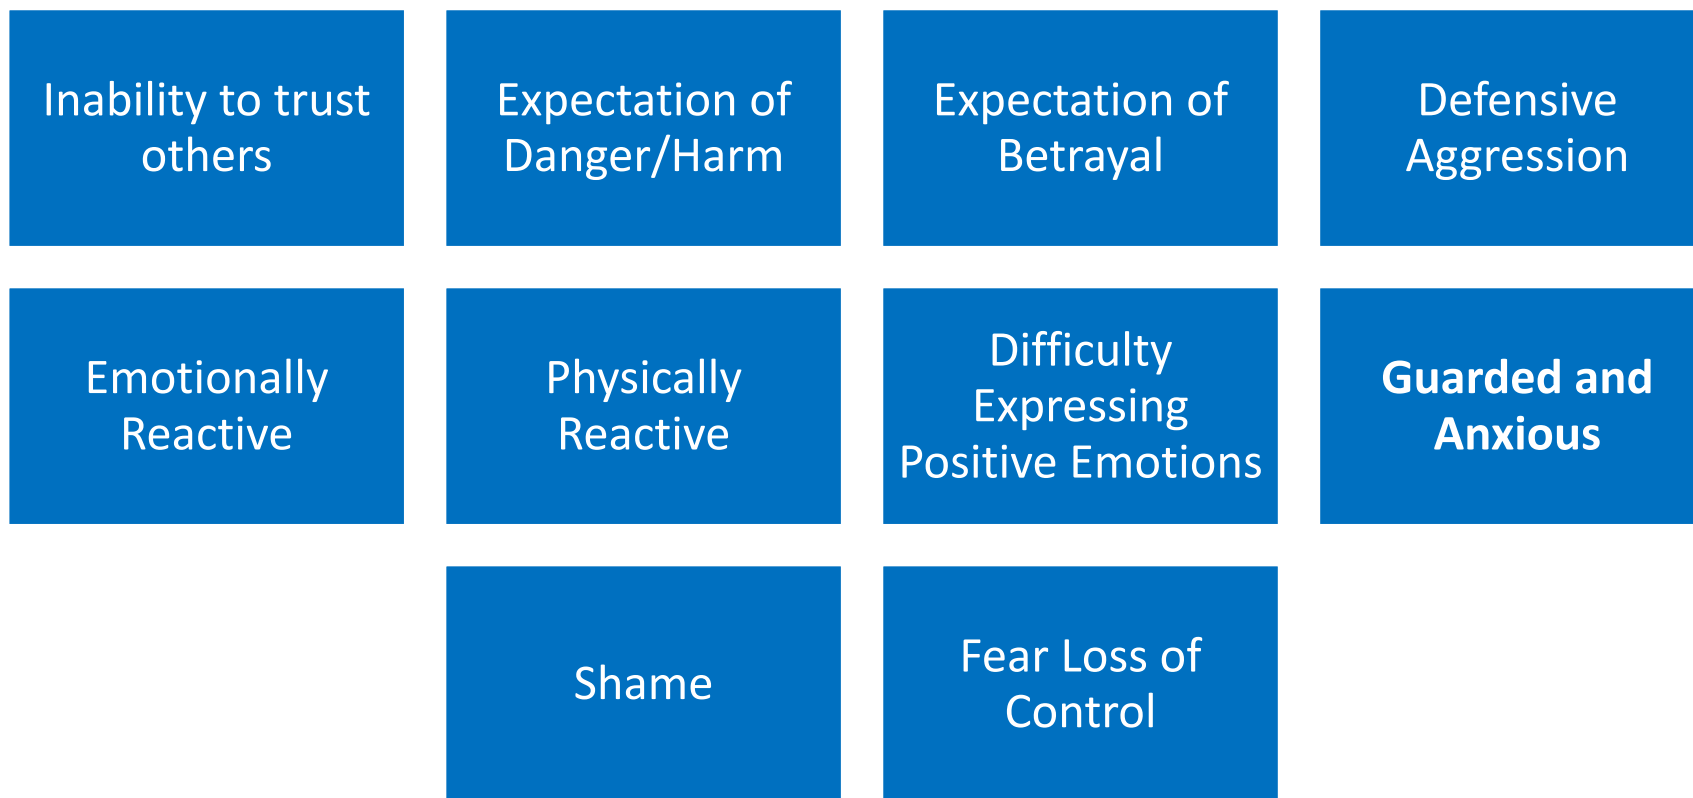 Inability to trust
others
Expectation of
Danger/Harm
Expectation of
Betrayal
Defensive
Aggression
Emotionally
Reactive
Physically
Reactive
Difficulty
Expressing
Positive Emotions
Guarded and
Anxious
Shame
Fear Loss of
Control